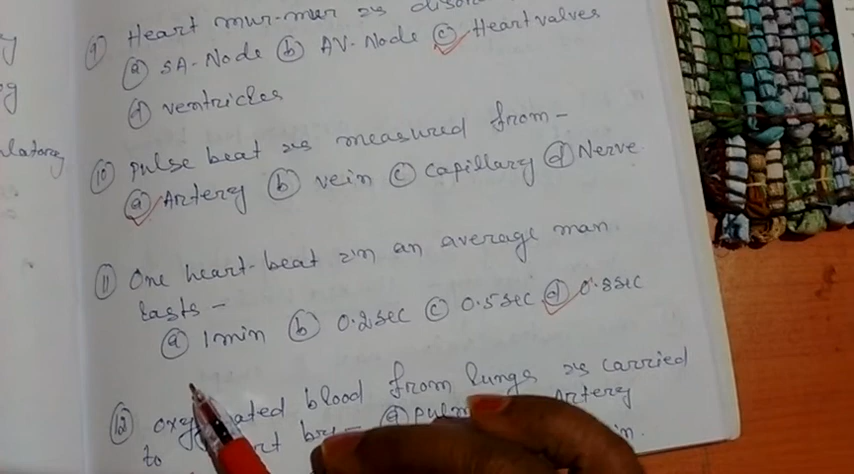 9 Heart mur-mur is
a SA-Node b AV-Node c Heart valves
d ventricles
10 Pulse beat is measured from-
a Artery b vein c capillary d Nerve
11 One heart-beat in an average man
lasts-
a 1min b 0.2sec c 0.5sec d 0.8sec
12 blood from lungs is carried
to by- a Artery